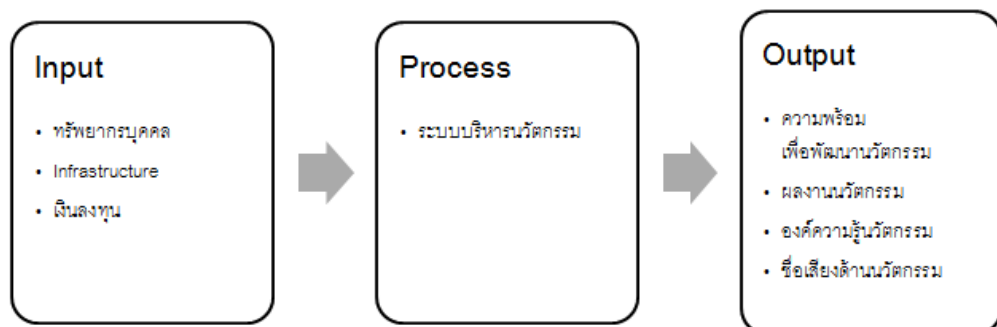 Input
• ทรัพยากรบุคคล
• Infrastructure
• เงินลงทุน
Process
• ระบบบริหารนวัตกรรม
Output
• ความพร้อม
เพื่อพัฒนานวัตกรรม
• ผลงานนวัตกรรม
• องค์ความรู้นวัตกรรม
• ชื่อเสียงด้านนวัตกรรม